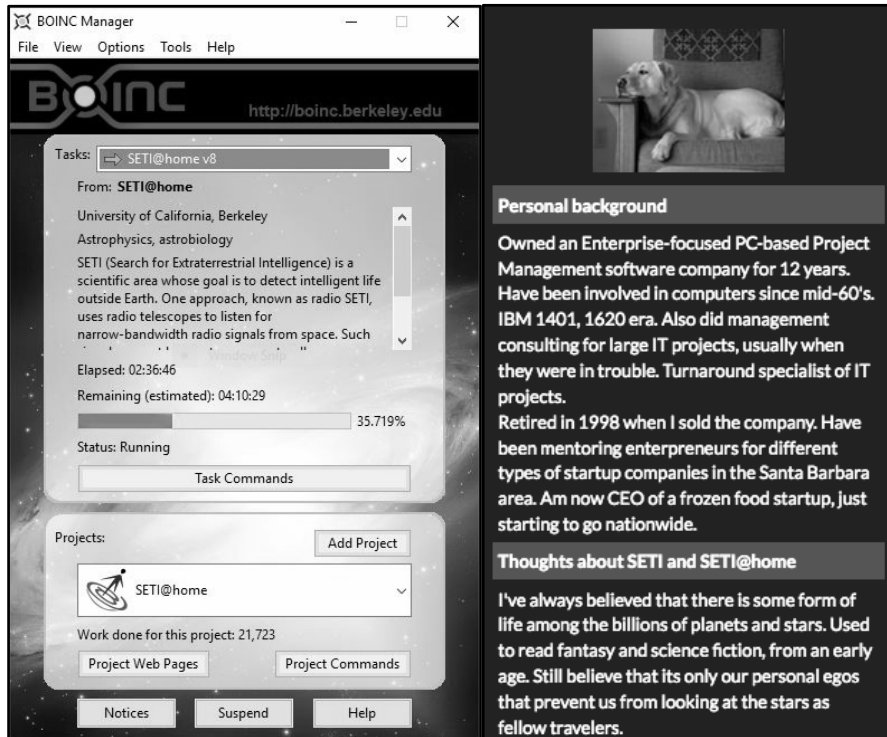 BOINC Manager
File View Options Tools Help
BOINC
http://boinc.berkeley.edu
Tasks: SETI@home v8
From: SETI@home
University of California, Berkeley
Astrophysics, astrobiology
SETI (Search for Extraterrestrial Intelligence) is a
scientific area whose goal is to detect intelligent life
outside Earth. One approach, known as radio SETI,
uses radio telescopes to listen for
narrow-bandwidth radio signals from space. Such
Window Snip
Elapsed: 02:36:46
Remaining (estimated): 04:10:29
35.719%
Status: Running
Task Commands
Projects:
Add Project
SETI@home
Work done for this project: 21,723
Project Web Pages Project Commands
Notices Suspend Help
Personal background
Owned an Enterprise-focused PC-based Project
Management software company for 12 years.
Have been involved in computers since mid-60's.
IBM 1401, 1620 era. Also did management
consulting for large IT projects, usually when
they were in trouble. Turnaround specialist of IT
projects.
Retired in 1998 when I sold the company. Have
been mentoring enterpreneurs for different
types of startup companies in the Santa Barbara
area. Am now CEO of a frozen food startup, just
starting to go nationwide.
Thoughts about SETI and SETI@home
I've always believed that there is some form of
life among the billions of planets and stars. Used
to read fantasy and science fiction, from an early
age. Still believe that its only our personal egos
that prevent us from looking at the stars as
fellow travelers.